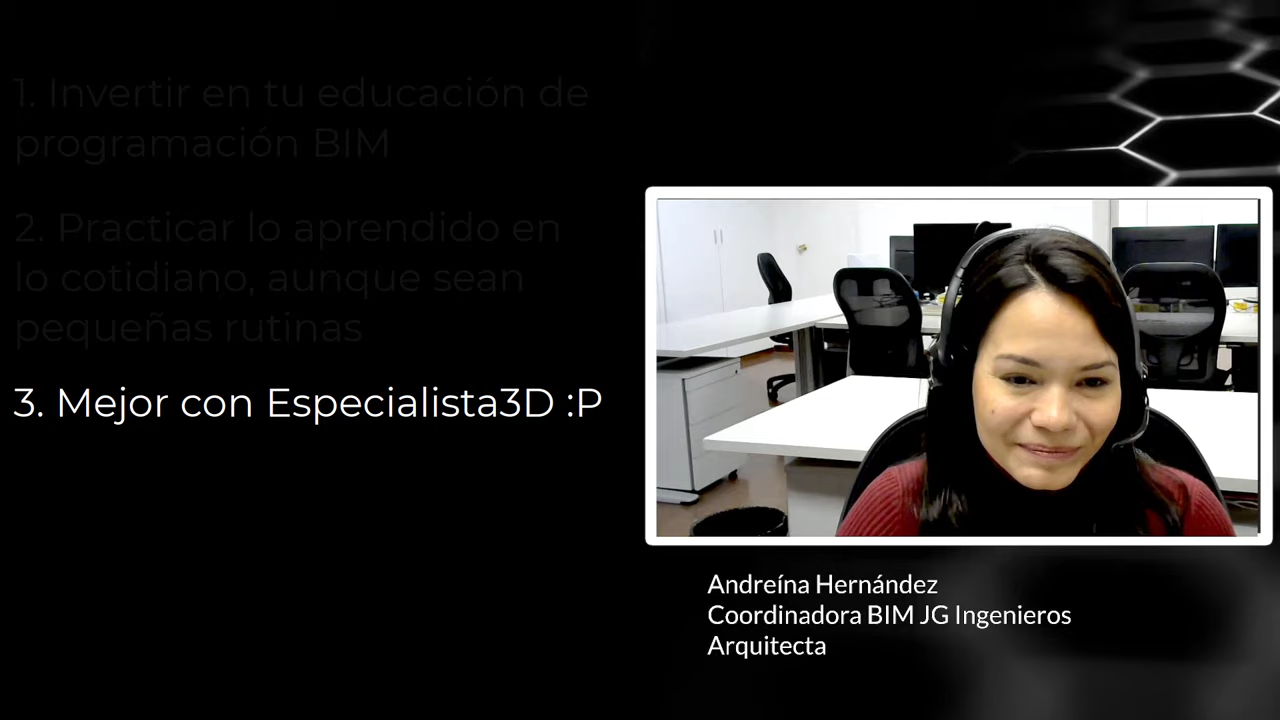 1. Invertir en tu educación de
programación BIM
2. Practicar lo aprendido en
lo cotidiano, aunque sean
pequeñas rutinas
3. Mejor con Especialista3D :P
Andreína Hernández
Coordinadora BIM JG Ingenieros
Arquitecta